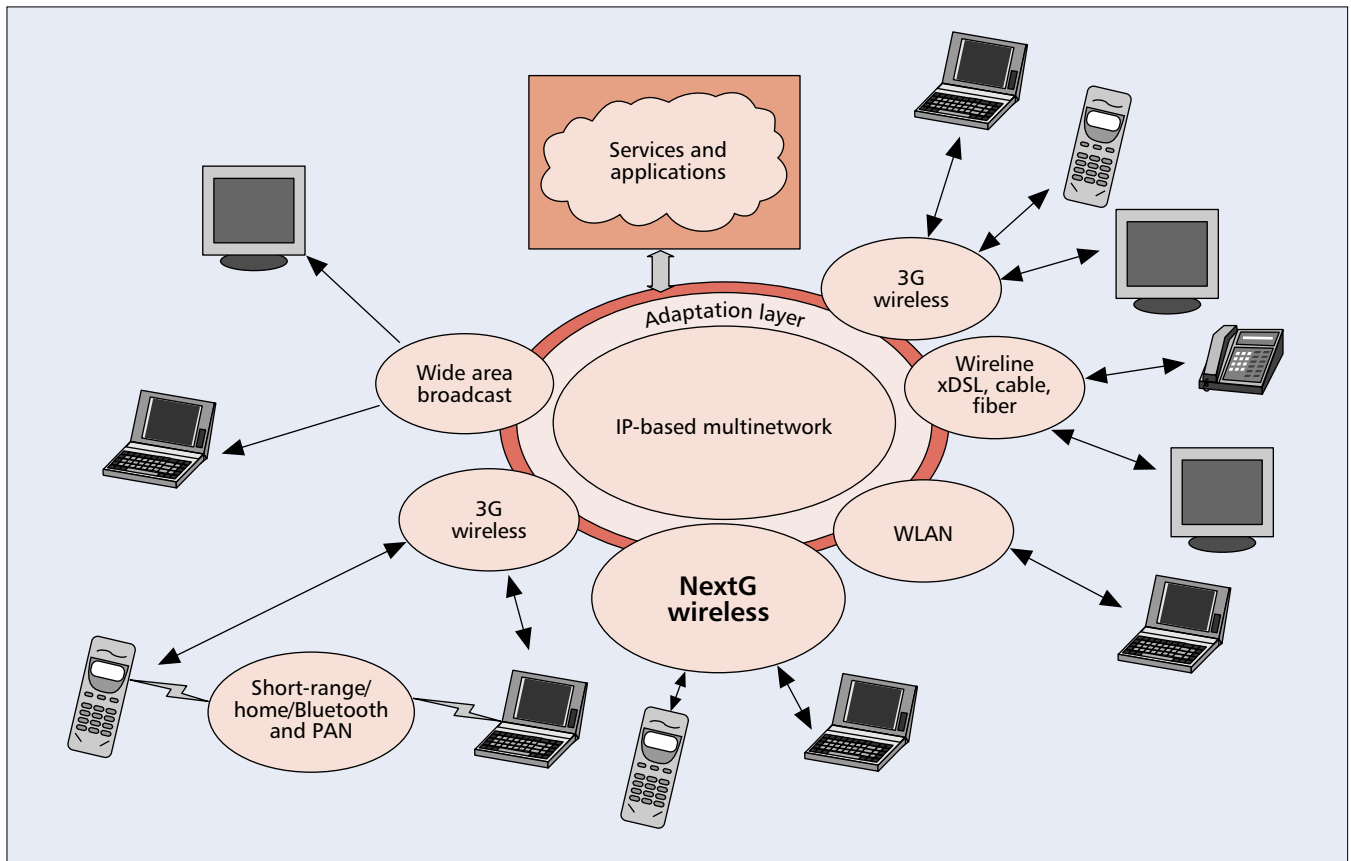 Services and
applications
3G
wireless
Adaptation layer
Wide area
broadcast
Wireline
xDSL, cable,
fiber
IP-based multinetwork
3G
wireless
WLAN
NextG
wireless
Short-range/
home/Bluetooth
and PAN